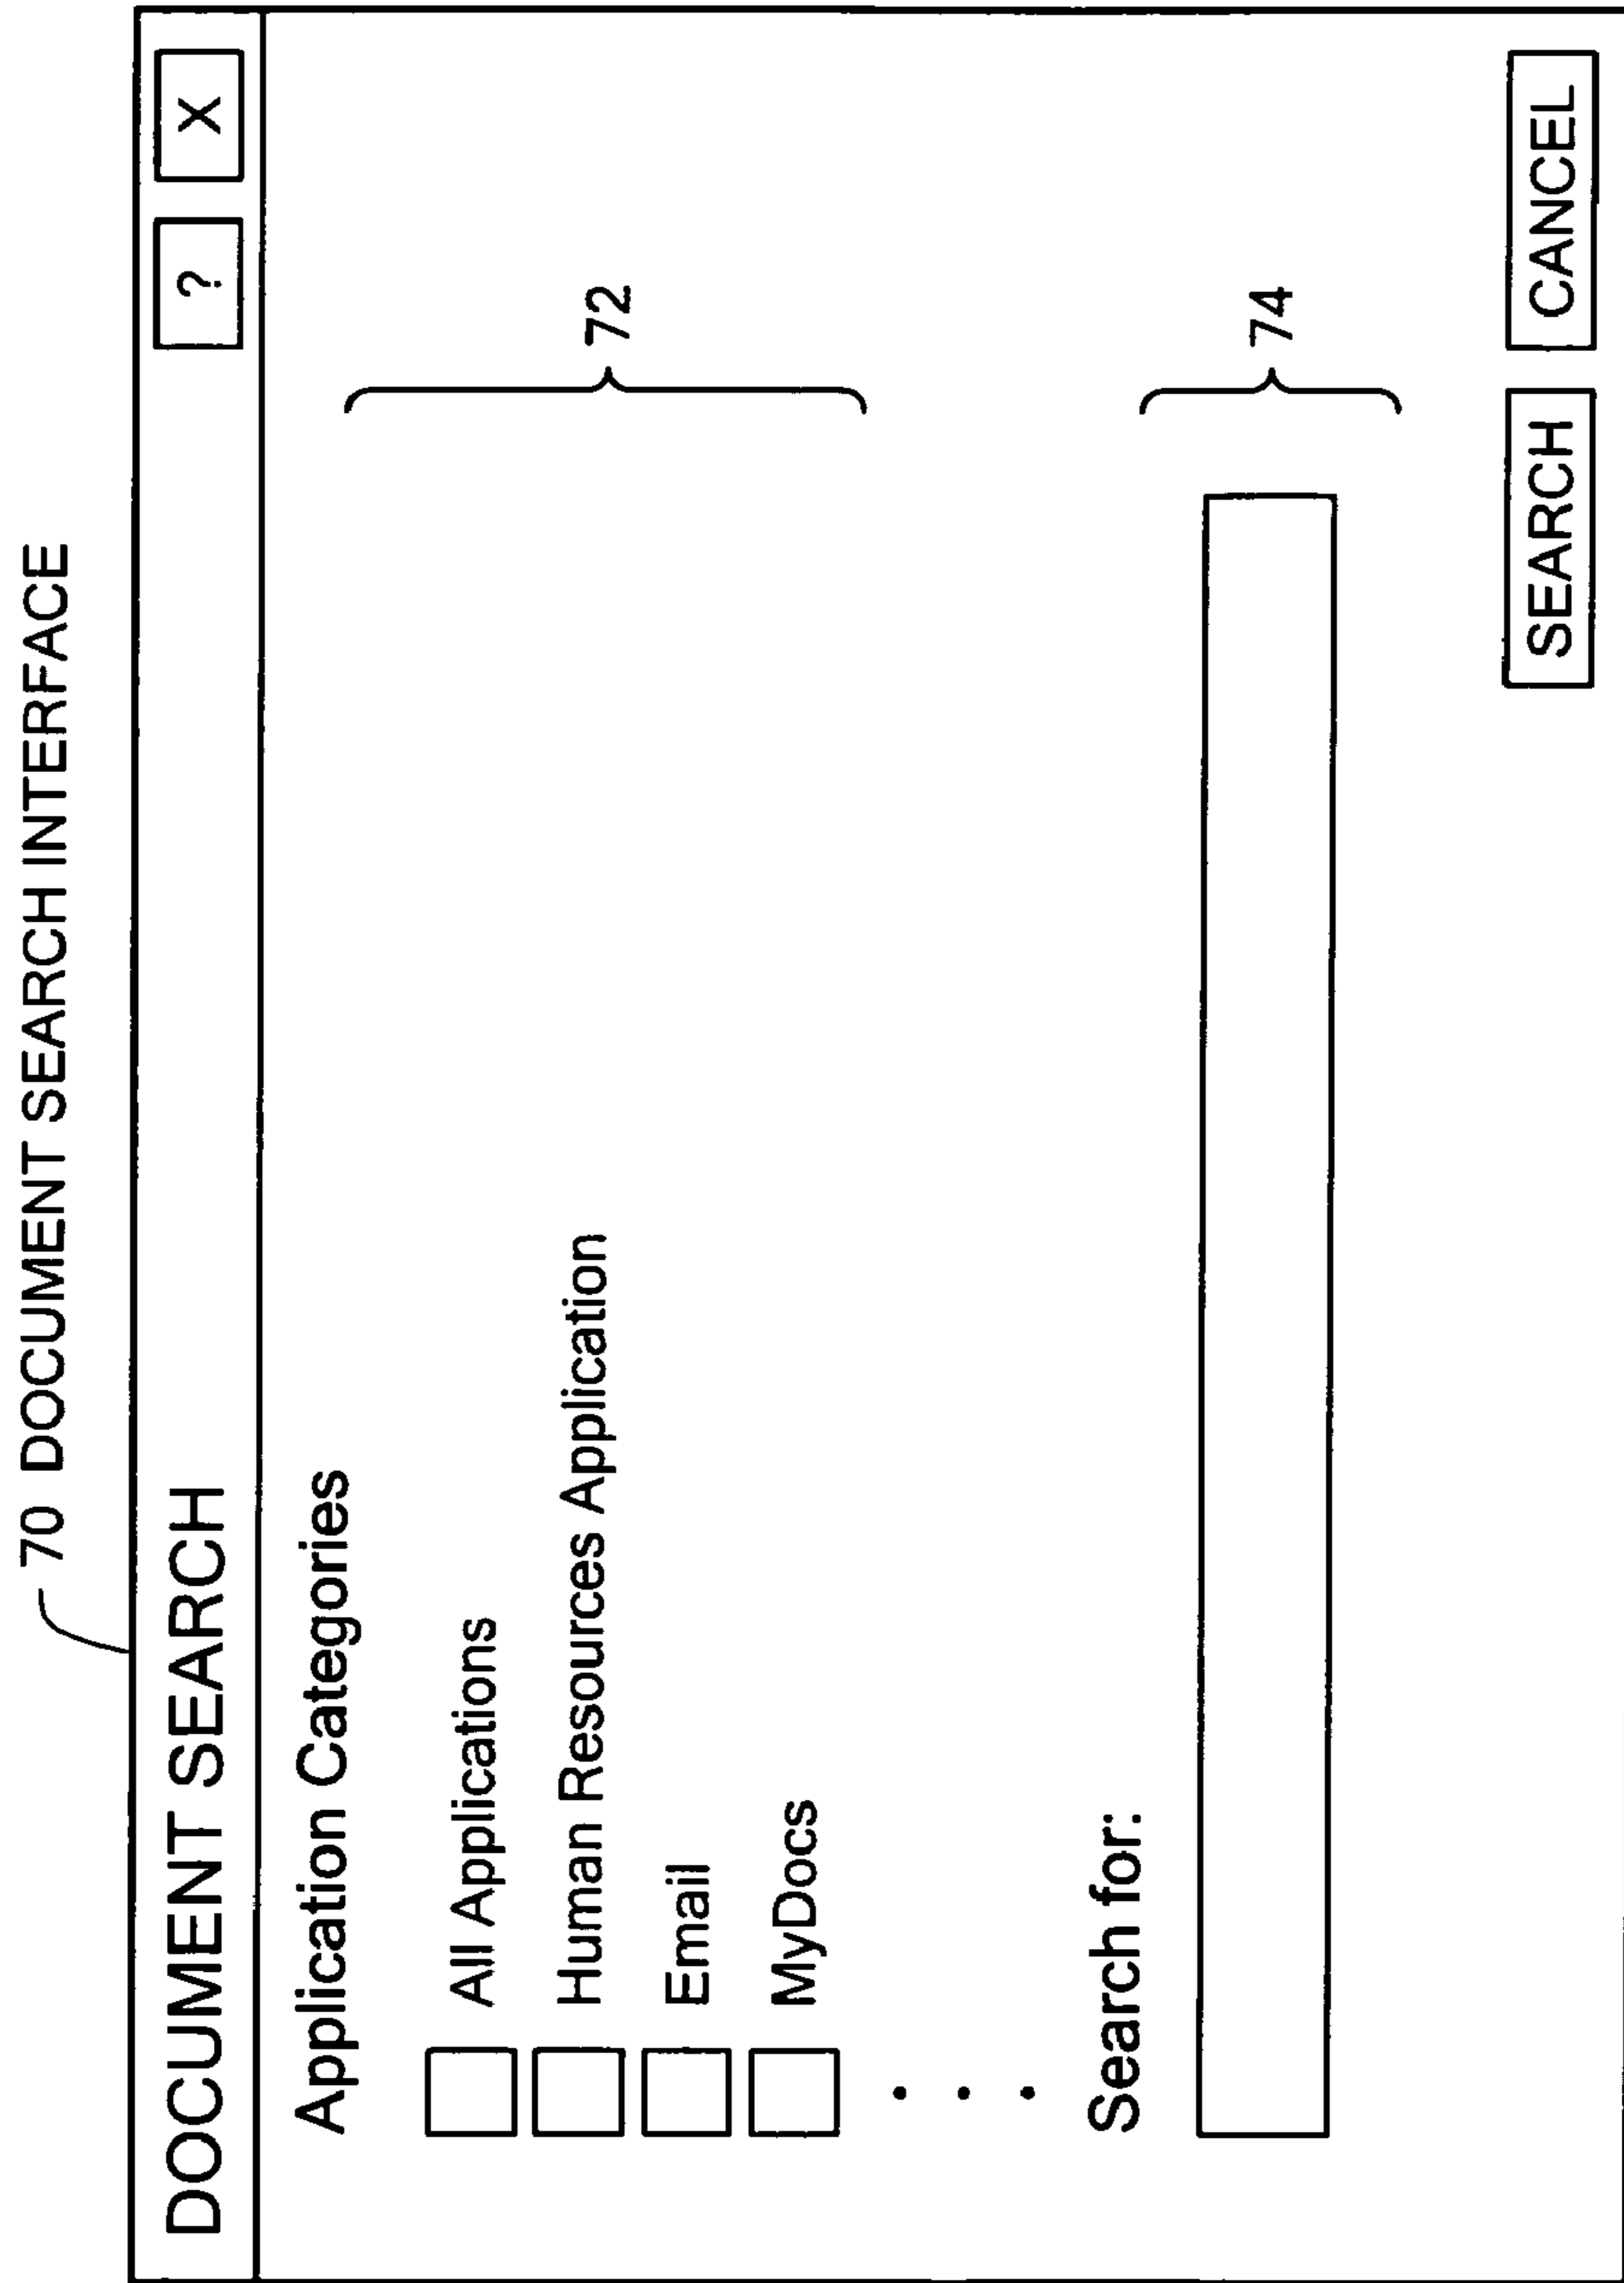 70 DOCUMENT SEARCH INTERFACE
DOCUMENT SEARCH ? X
Application Categories
All Applications
Human Resources Application
72
Email
MyDocs
Search for:
74
SEARCH CANCEL